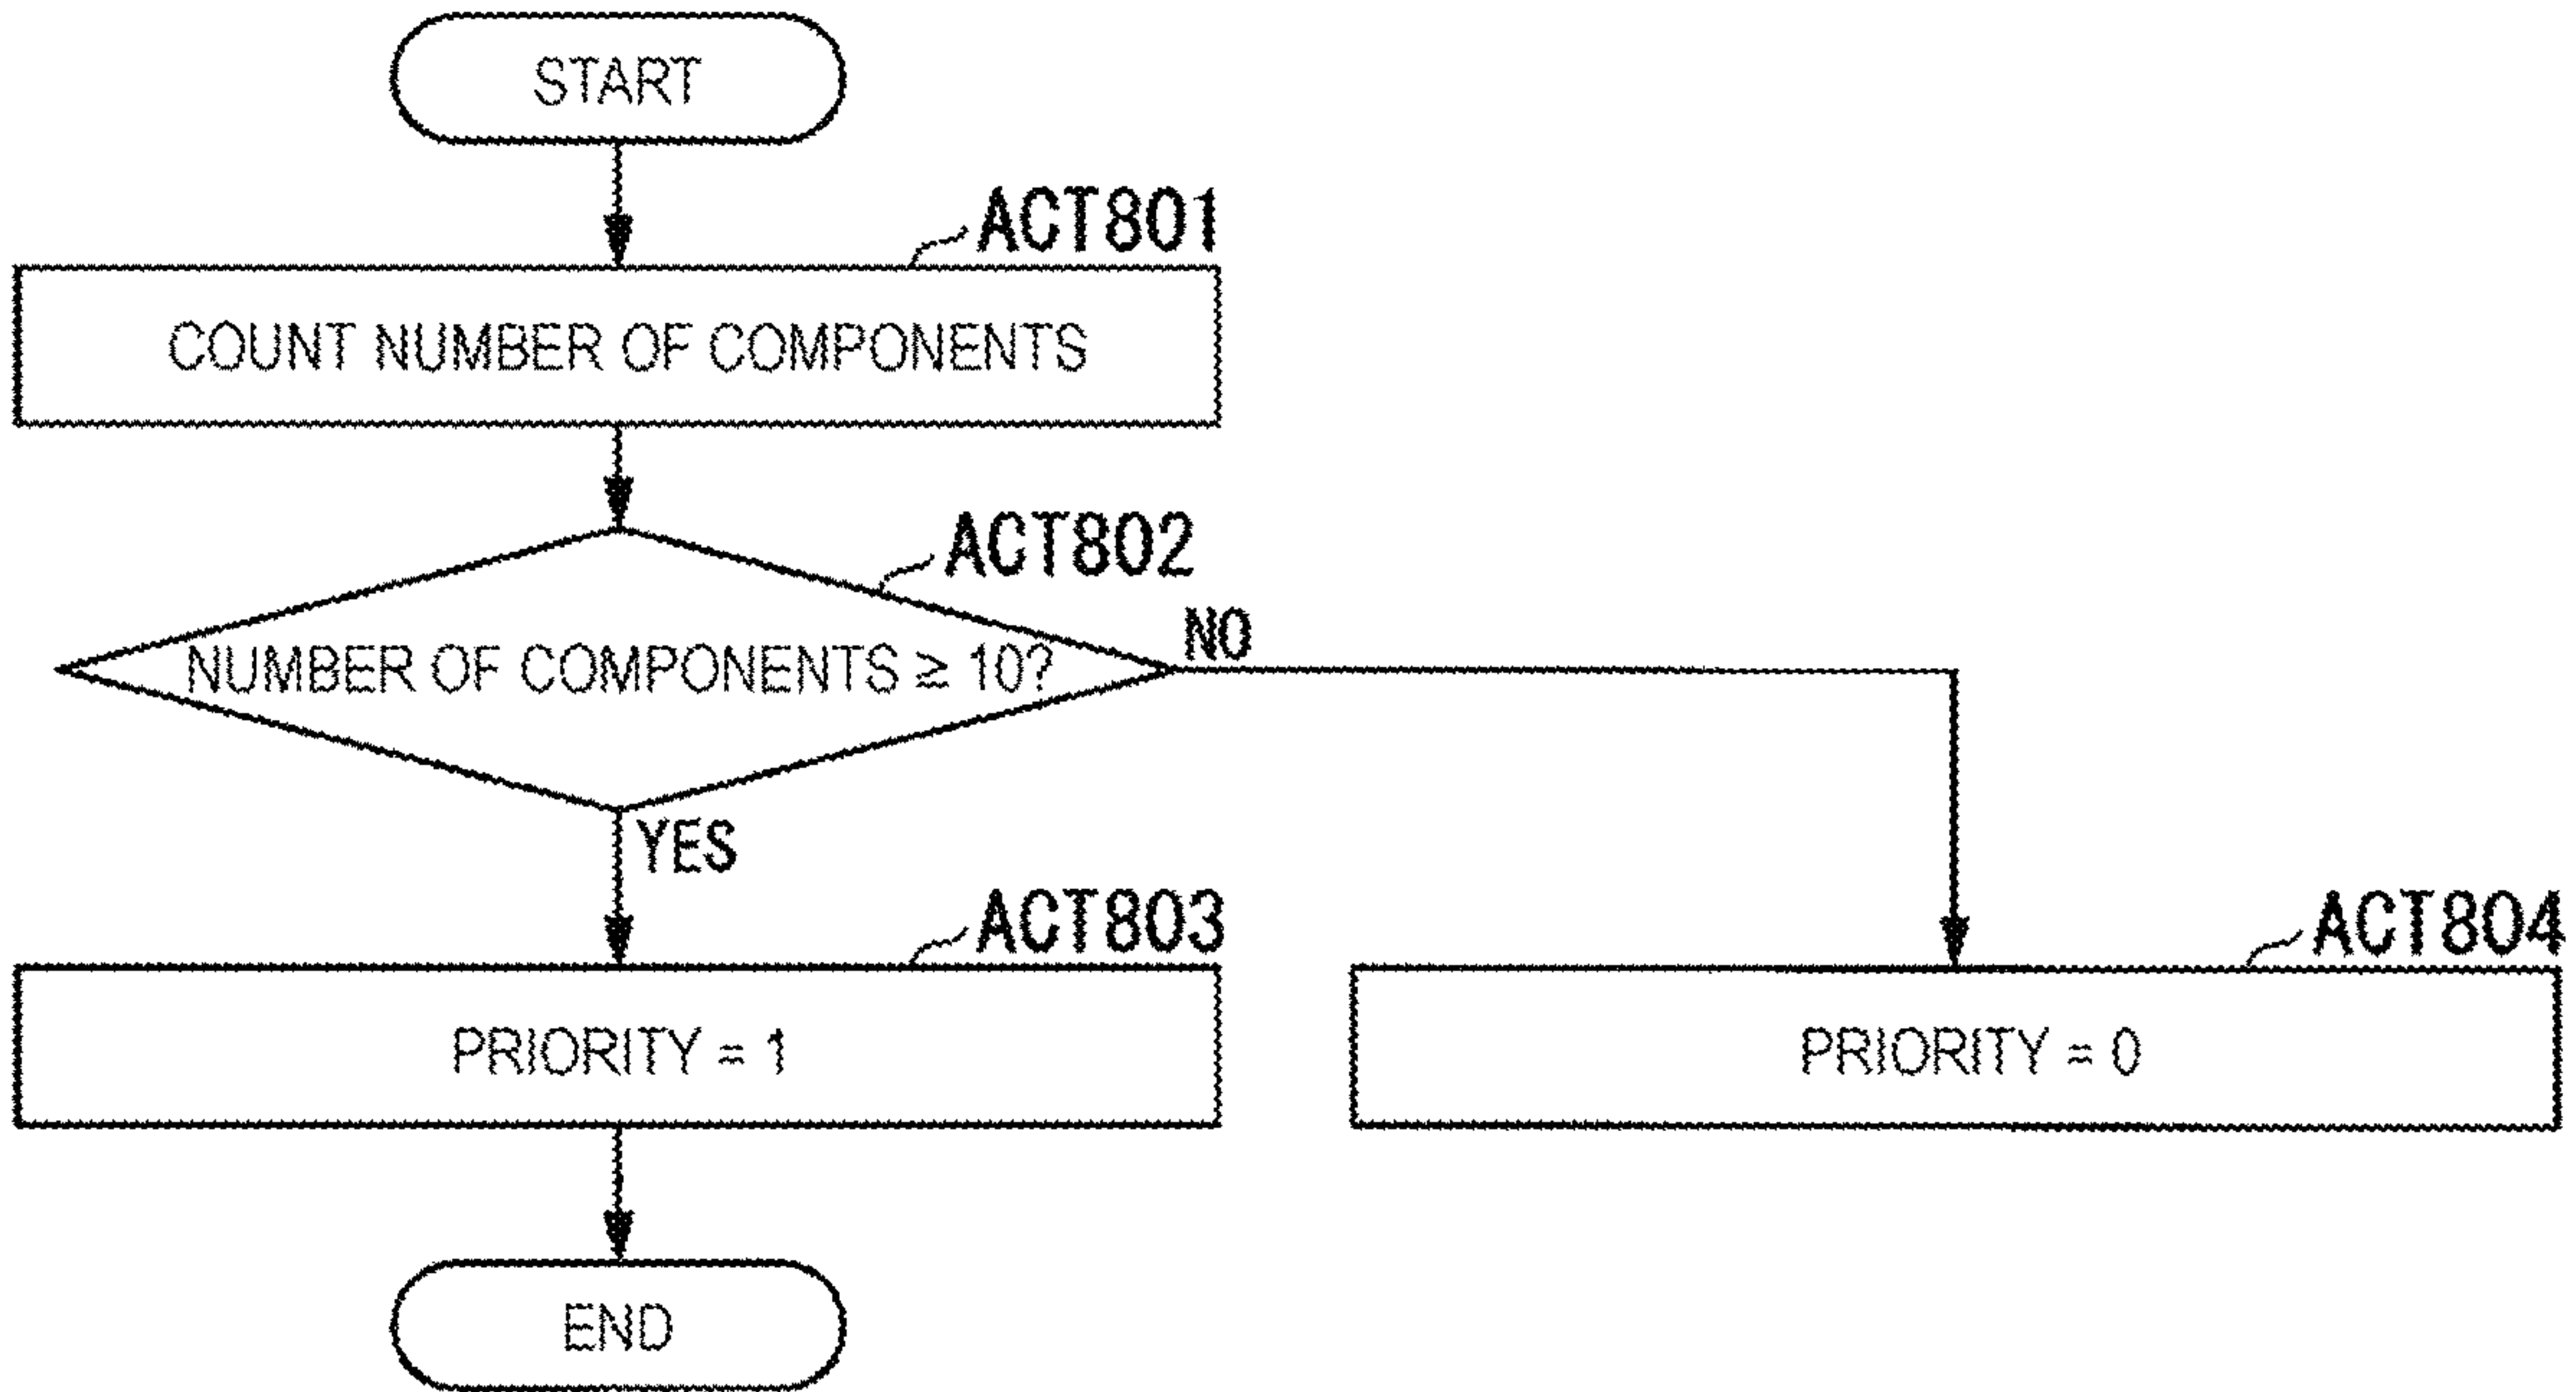 START
ACT801
COUNT NUMBER OF COMPONENTS
ACT802
NUMBER OF COMPONENTS ≧ 10?
NO
YES
ACT803
PRIORITY = 1
ACT804
PRIORITY = 0
END